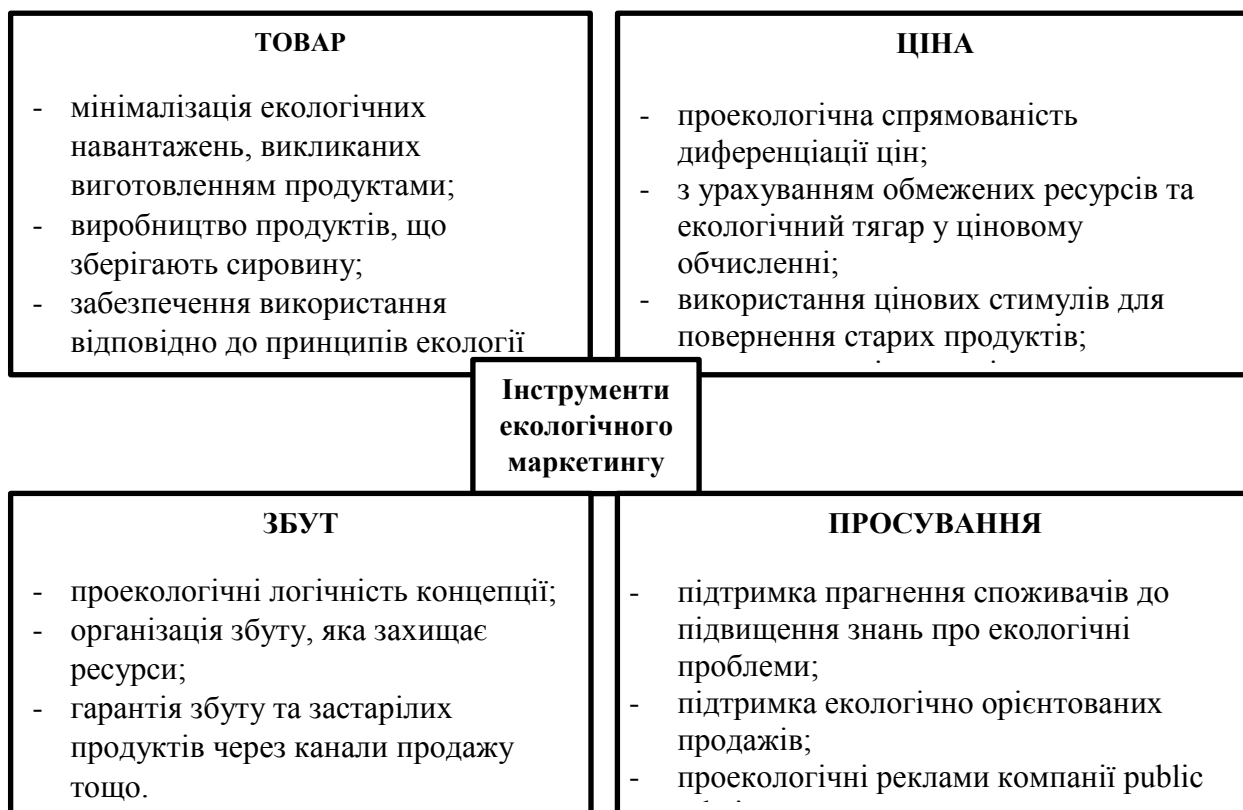 ТОВАР
- мінімалізація екологічних
навантажень, викликаних
виготовленням продуктами;
- виробництво продуктів, що
зберігають сировину;
- забезпечення використання
відповідно до принципів екології
ЦІНА
- проекологічна спрямованість
диференціації цін;
- з урахуванням обмежених ресурсів та
екологічний тягар у ціновому
обчисленні;
- використання цінових стимулів для
повернення старих продуктів;
Інструменти
екологічного
маркетингу
ЗБУТ
- проекологічні логічність концепції;
- організація збуту, яка захищає
ресурси;
- гарантія збуту та застарілих
продуктів через канали продажу
тощо.
ПРОСУВАННЯ
- підтримка прагнення споживачів до
підвищення знань про екологічні
проблеми;
- підтримка екологічно орієнтованих
продажів;
- проекологічні реклами компанії public